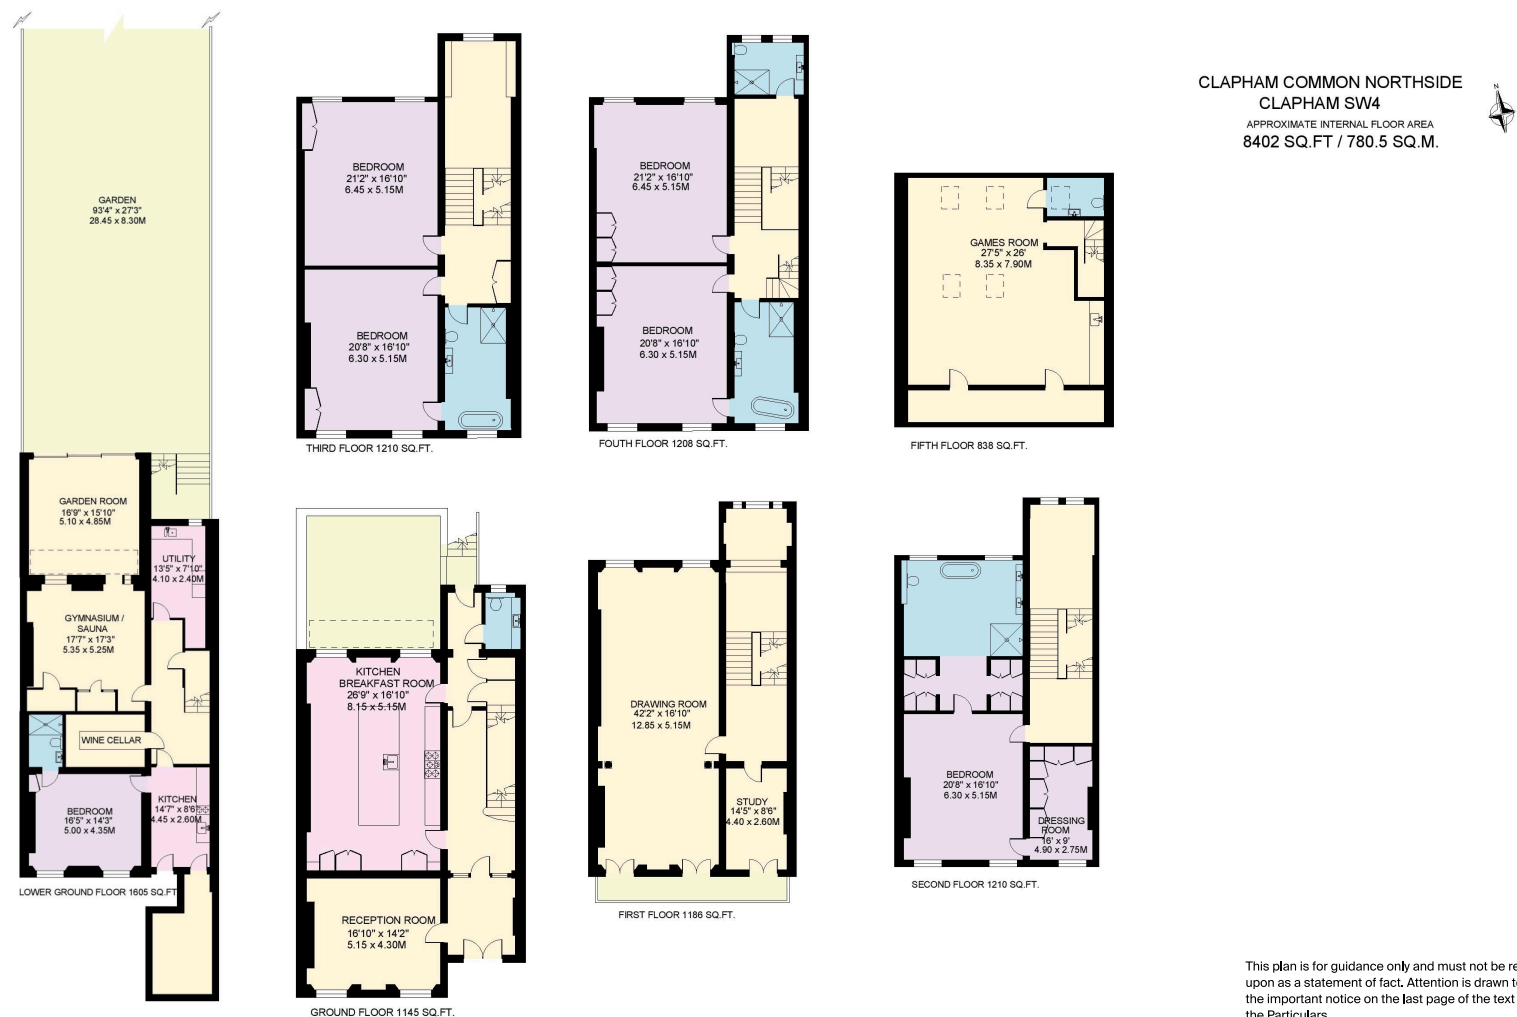 CLAPHAM COMMON NORTHSIDE
CLAPHAM SW4
APPROXIMATE INTERNAL FLOOR AREA
8402 SQ.FT / 780.5 SQ.M.
N
GARDEN
93'4" x 27'3"
28.45 x 8.30M
BEDROOM
21'2" x 16'10"
6.45 x 5.15M
BEDROOM
20'8" x 16'10"
6.30 x 5.15M
THIRD FLOOR 1210 SQ.FT.
BEDROOM
21'2" x 16'10"
6.45 x 5.15M
BEDROOM
20'8" x 16'10"
6.30 x 5.15M
FOUTH FLOOR 1208 SQ.FT.
GAMES ROOM
27'5" x 26'
8.35 x 7.90M
FIFTH FLOOR 838 SQ.FT.
GARDEN ROOM
16'9" x 15'10"
5.10 x 4.85M
UTILITY
13'5" x 7'10"
4.10 x 2.40M
GYMNASIUM /
SAUNA
17'7" x 17'3"
5.35 x 5.25M
WINE CELLAR
BEDROOM
16'5" x 14'3"
5.00 x 4.35M
KITCHEN
14'7" x 8'6"
4.45 x 2.60M
LOWER GROUND FLOOR 1605 SQ.FT
KITCHEN
BREAKFAST ROOM
26'9" x 16'10"
8.15 x 5.15M
RECEPTION ROOM
16'10" x 14'2"
5.15 x 4.30M
GROUND FLOOR 1145 SQ.FT.
DRAWING ROOM
42'2" x 16'10"
12.85 x 5.15M
STUDY
14'5" x 8'6"
4.40 x 2.60M
FIRST FLOOR 1186 SQ.FT.
BEDROOM
20'8" x 16'10"
6.30 x 5.15M
DRESSING
ROOM
16' x 9'
4.90 x 2.75M
SECOND FLOOR 1210 SQ.FT.
This plan is for guidance only and must not be re
upon as a statement of fact. Attention is drawn t
the important notice on the last page of the text
the Particulars